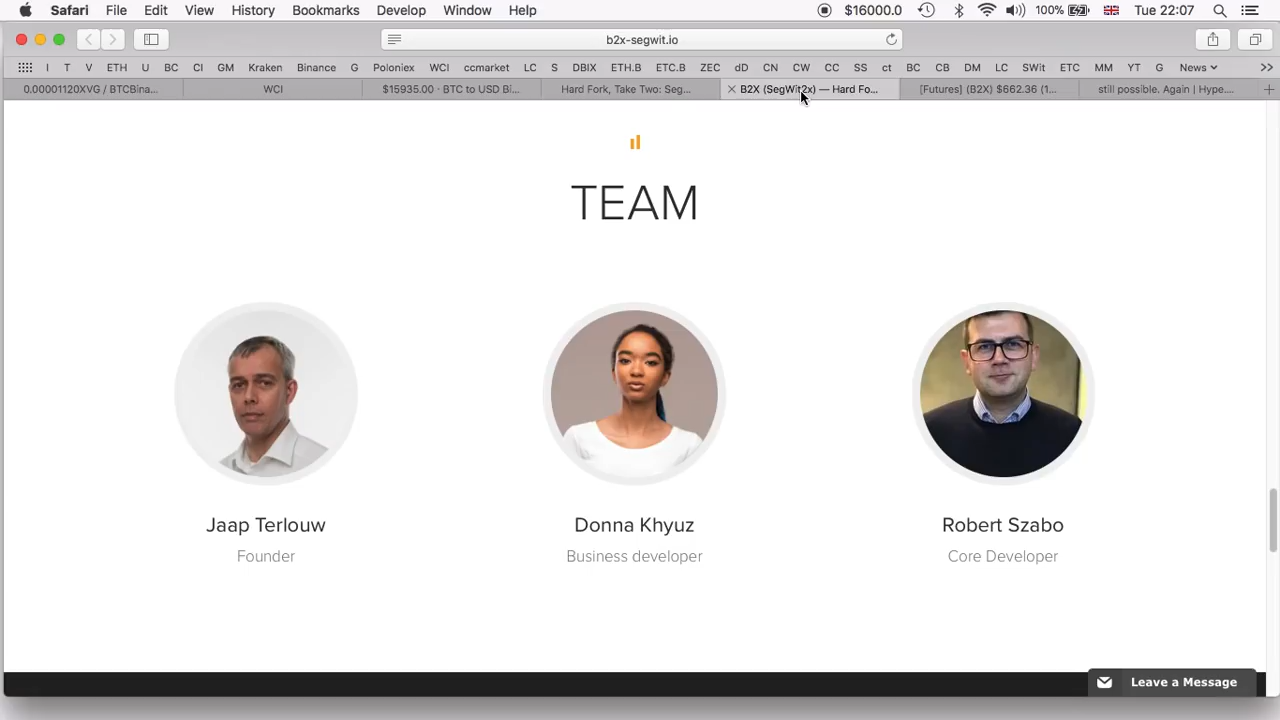 Safari File Edit View History Bookmarks Develop Window Help $16000.0 100% Tue 22:07
b2x-segwit.io
I T V ETH U BC CI GM Kraken Binance G Poloniex WCI ccmarket LC S DBIX ETH.B ETC.B ZEC dD CN CW CC SS ct BC CB DM LC SWit ETC MM YT G News >>
0.00001120XVG / BTCBina... WCI $15935.00 · BTC to USD Bi... Hard Fork, Take Two: Seg... B2X (SegWit2x) — Hard Fo... [Futures] (B2X) $662.36 (1... still possible. Again | Hype....
TEAM
Jaap Terlouw
Founder
Donna Khyuz
Business developer
Robert Szabo
Core Developer
Leave a Message